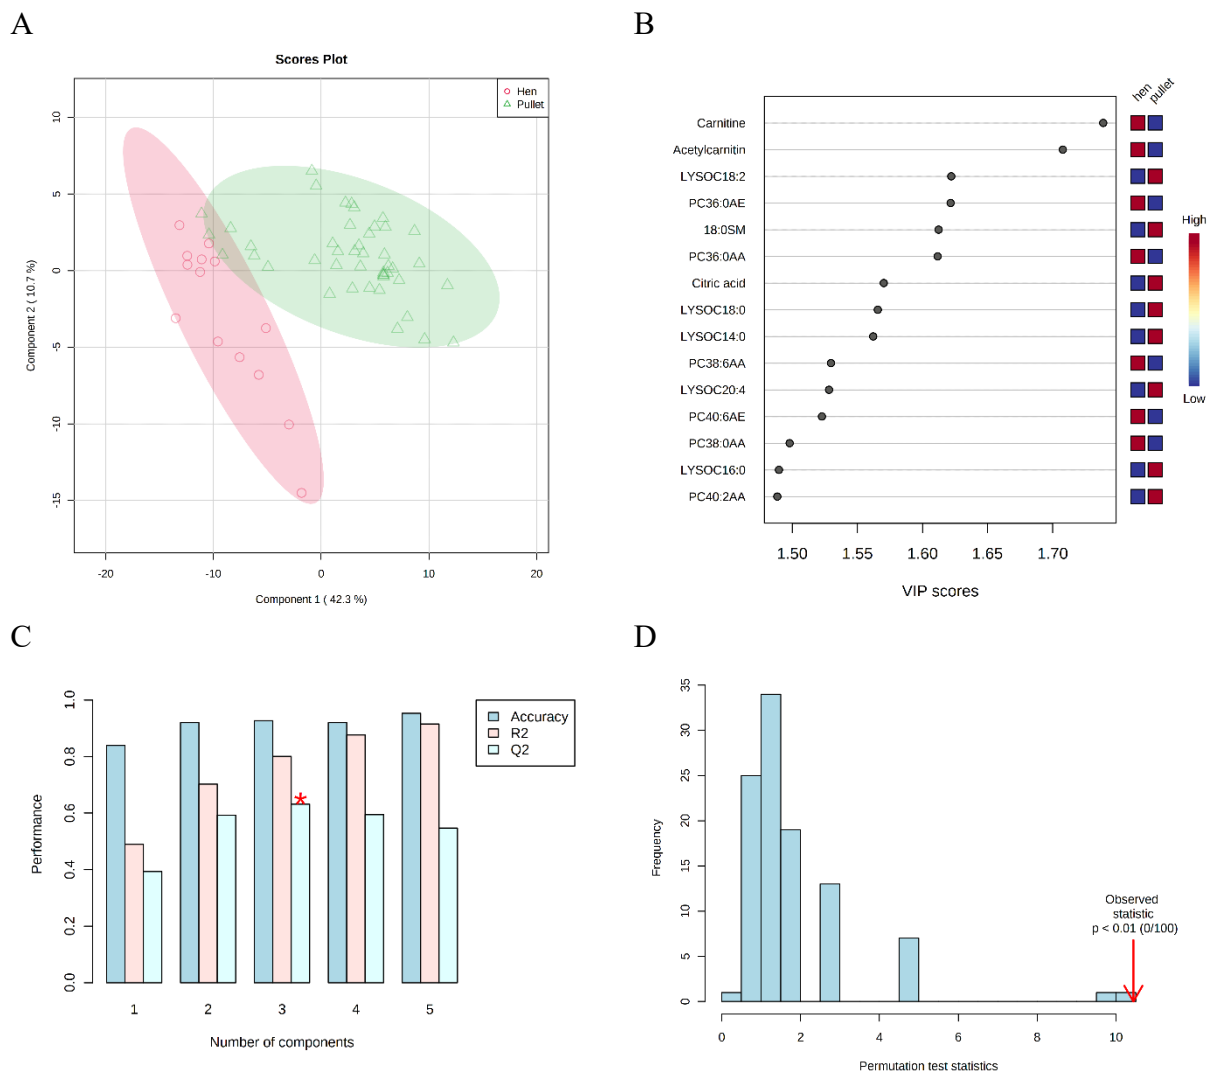 A
Scores Plot
Hen
Pullet
Component 2 ( 10.7 %)
10
5
0
-5
-10
-15
-20
-10
0
10
20
Component 1 ( 42.3 %)
B
hen
pullet
Carnitine
Acetylcarnitin
LYSOC18:2
PC36:0AE
18:0SM
PC36:0AA
Citric acid
LYSOC18:0
LYSOC14:0
PC38:6AA
LYSOC20:4
PC40:6AE
PC38:0AA
LYSOC16:0
PC40:2AA
High
Low
1.50
1.55
1.60
1.65
1.70
VIP scores
C
Performance
1.0
0.8
0.6
0.4
0.2
0.0
Accuracy
R2
Q2
*
1
2
3
4
5
Number of components
D
Frequency
35
30
25
20
15
10
5
0
Observed
statistic
p < 0.01 (0/100)
0
2
4
6
8
10
Permutation test statistics